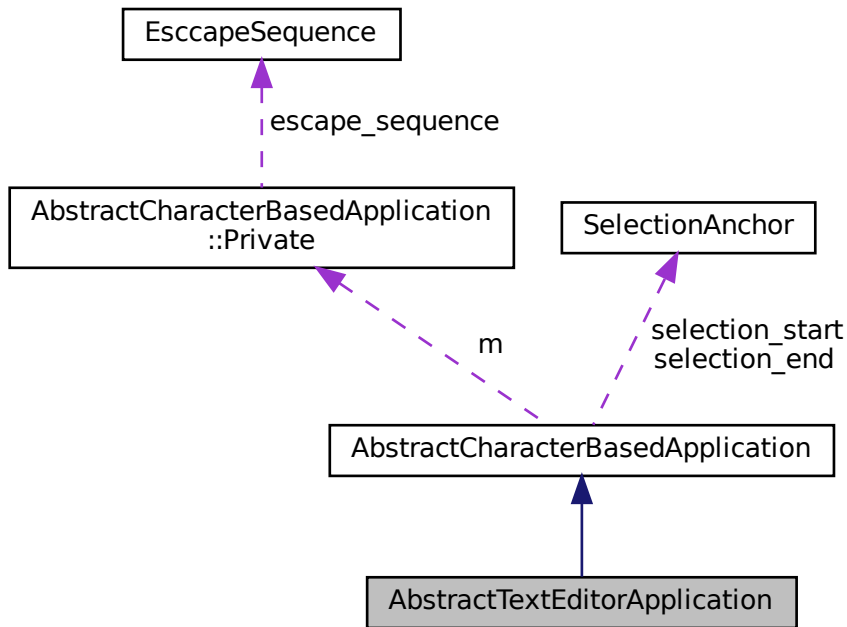 EsccapeSequence
escape_sequence
AbstractCharacterBasedApplication
::Private
SelectionAnchor
m
selection_start
selection_end
AbstractCharacterBasedApplication
AbstractTextEditorApplication